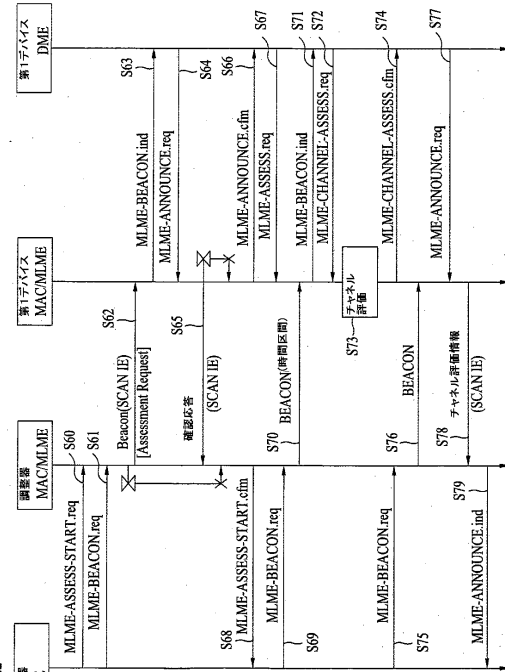 器
調整器
MAC/MLME
第1デバイス
MAC/MLME
第1デバイス
DME
MLME-ASSESS-START.req
S60
MLME-BEACON.req
S61
Beacon(SCAN IE)
[Assessment Request]
S62
MLME-BEACON.ind
S63
MLME-ANNOUNCE.req
S64
確認応答
(SCAN IE)
S65
MLME-ANNOUNCE.cfm
S66
MLME-ASSESS.req
S67
MLME-ASSESS-START.cfm
S68
MLME-BEACON.req
S69
BEACON(時間区間)
S70
MLME-BEACON.ind
S71
MLME-CHANNEL-ASSESS.req
S72
チャネル
評価
S73
MLME-CHANNEL-ASSESS.cfm
S74
MLME-BEACON.req
S75
BEACON
S76
MLME-ANNOUNCE.req
S77
チャネル評価情報
(SCAN IE)
S78
MLME-ANNOUNCE.ind
S79